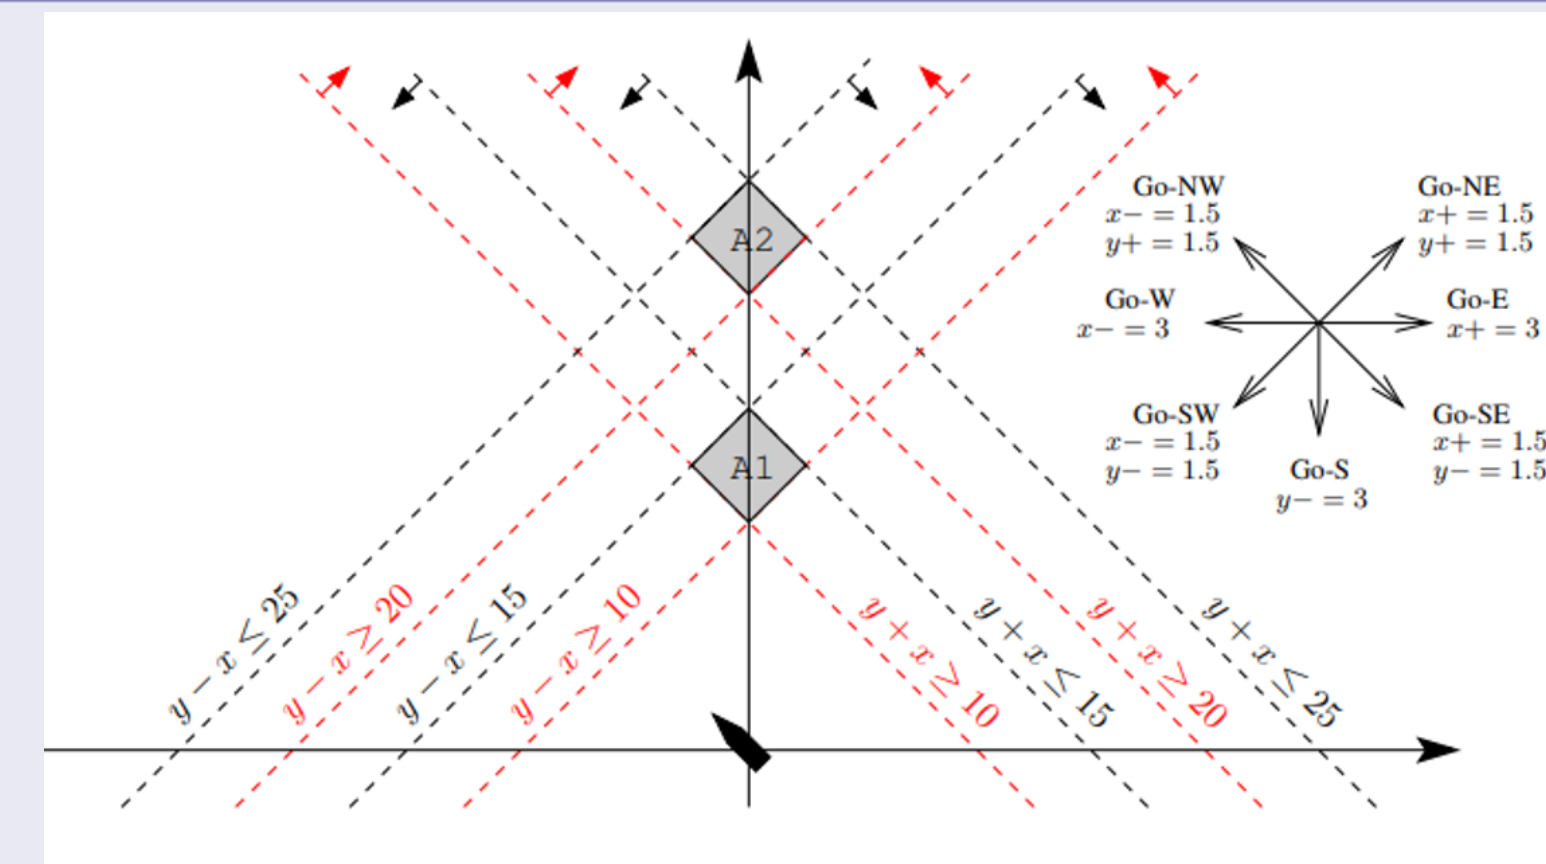 Go-NW
x− = 1.5
y+ = 1.5
Go-NE
x+ = 1.5
y+ = 1.5
A2
Go-W
x− = 3
Go-E
x+ = 3
Go-SW
x− = 1.5
y− = 1.5
Go-SE
x+ = 1.5
y− = 1.5
A1
Go-S
y− = 3
y − x ≤ 25
y − x ≥ 20
y − x ≤ 15
y − x ≥ 10
y + x ≥ 10
y + x ≤ 15
y + x ≥ 20
y + x ≤ 25